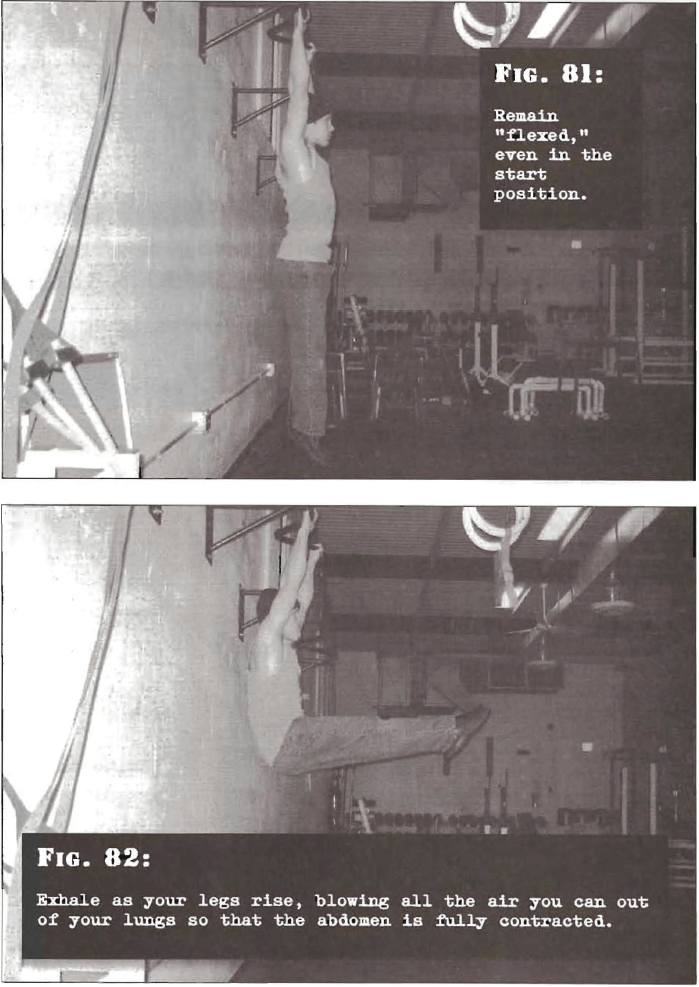 FIG. 81:
Remain
"flexed,"
even in the
start
position.
FIG. 82:
Exhale as your legs rise, blowing all the air you can out
of your lungs so that the abdomen is fully contracted.